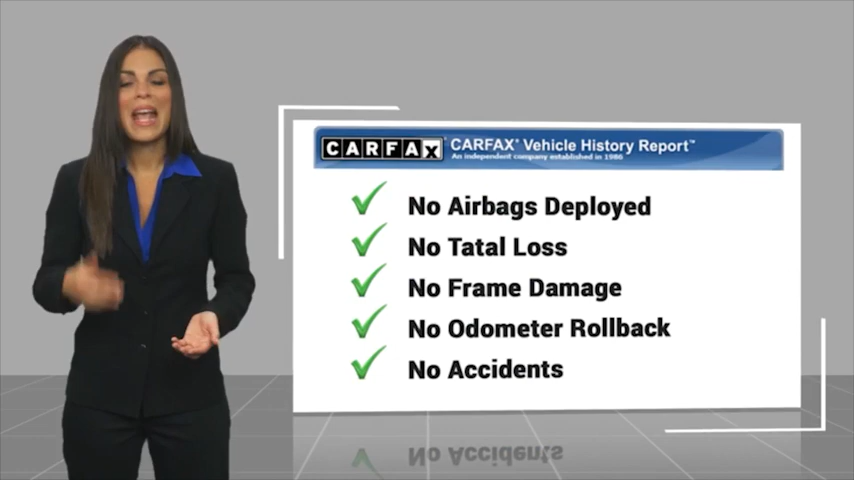 CARFAX CARFAX® Vehicle History Report™
An independent company established in 1986
No Airbags Deployed
No Tatal Loss
No Frame Damage
No Odometer Rollback
No Accidents
No Accidents